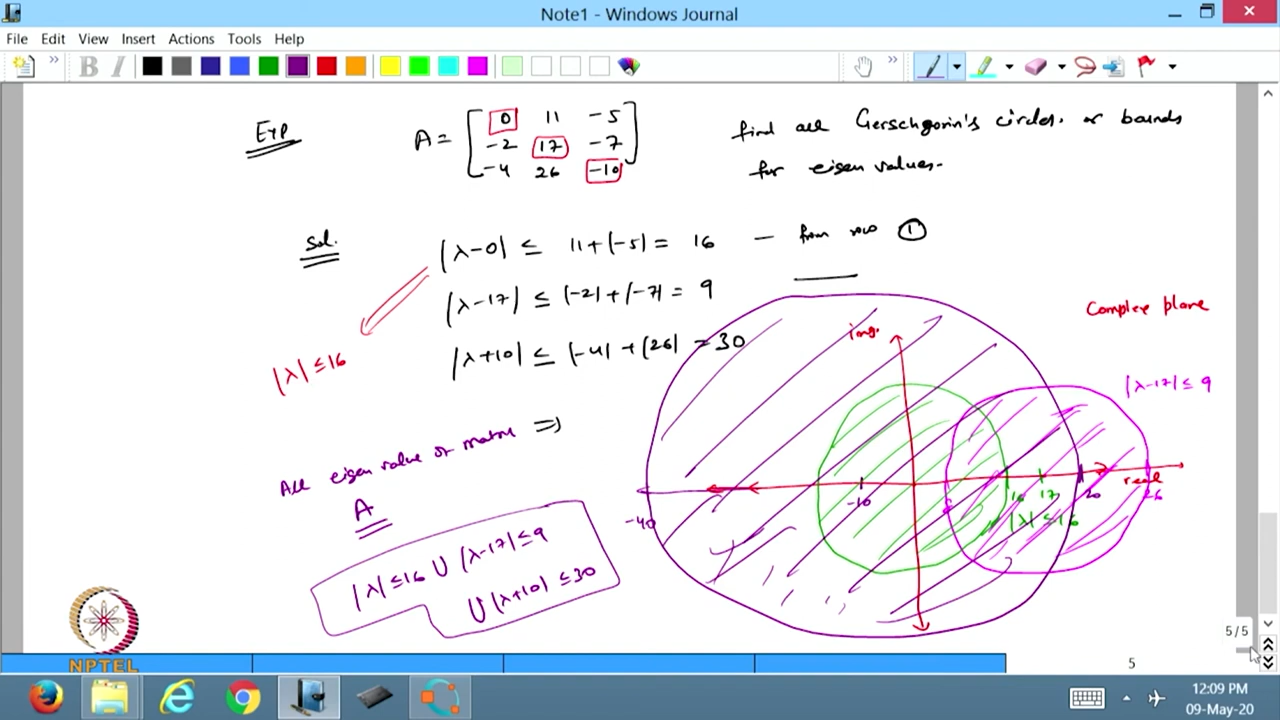 Note1 - Windows Journal
File Edit View Insert Actions Tools Help
B I
Exp
A = [ 0 11 -5
-2 17 -7
-4 26 -10 ]
find all Gerschgorin's circles. or bounds
for eigen values.
Sol.
|λ-0| ≤ 11+|-5| = 16 — from row ①
|λ-17| ≤ |-2|+|-7| = 9
|λ+10| ≤ |-4| + |26| = 30
|λ| ≤ 16
Complex plane
img.
|λ-17| ≤ 9
All eigen value of matrix ⇒
A
|λ| ≤ 16 U |λ-17| ≤ 9
U |λ+10| ≤ 30
-40 -10 16 17 20 real 26
|λ| ≤ 16
NPTEL
5 / 5
5
12:09 PM
09-May-20